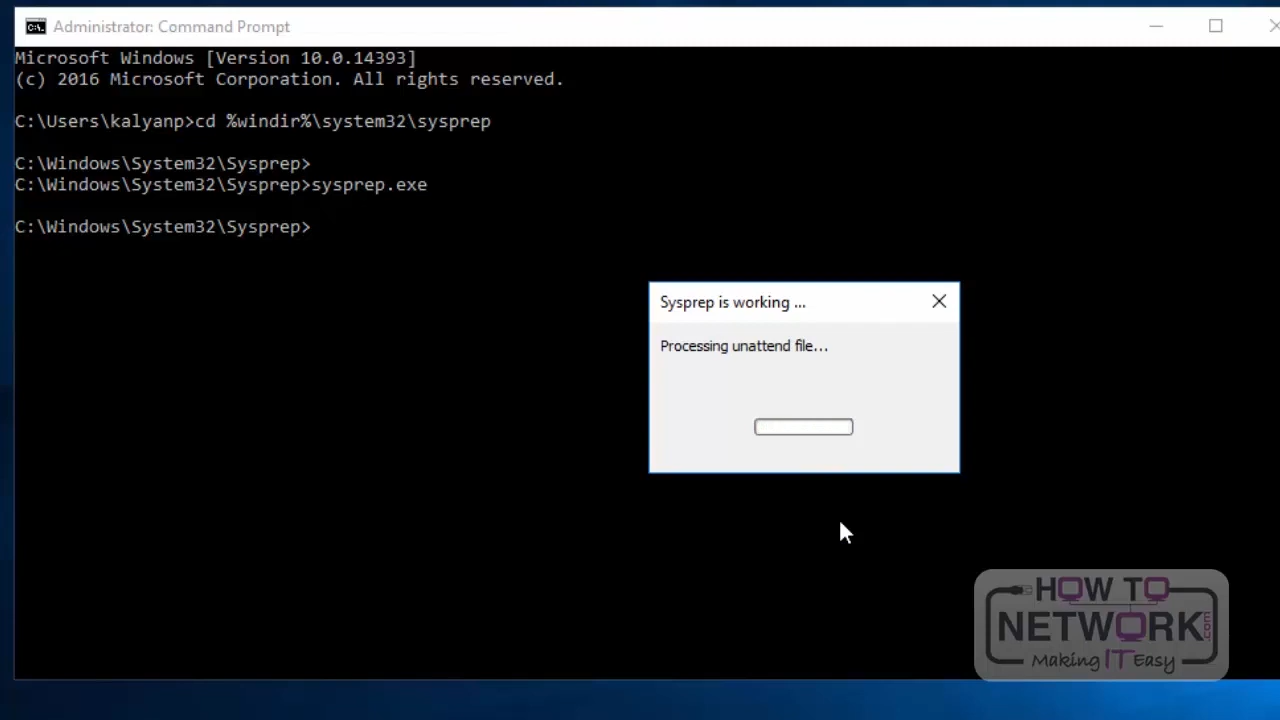 Administrator: Command Prompt
Microsoft Windows [Version 10.0.14393]
(c) 2016 Microsoft Corporation. All rights reserved.
C:\Users\kalyanp>cd %windir%\system32\sysprep
C:\Windows\System32\Sysprep>
C:\Windows\System32\Sysprep>sysprep.exe
C:\Windows\System32\Sysprep>
Sysprep is working ...
Processing unattend file...
HOW TO
NETWORK.com
Making IT Easy